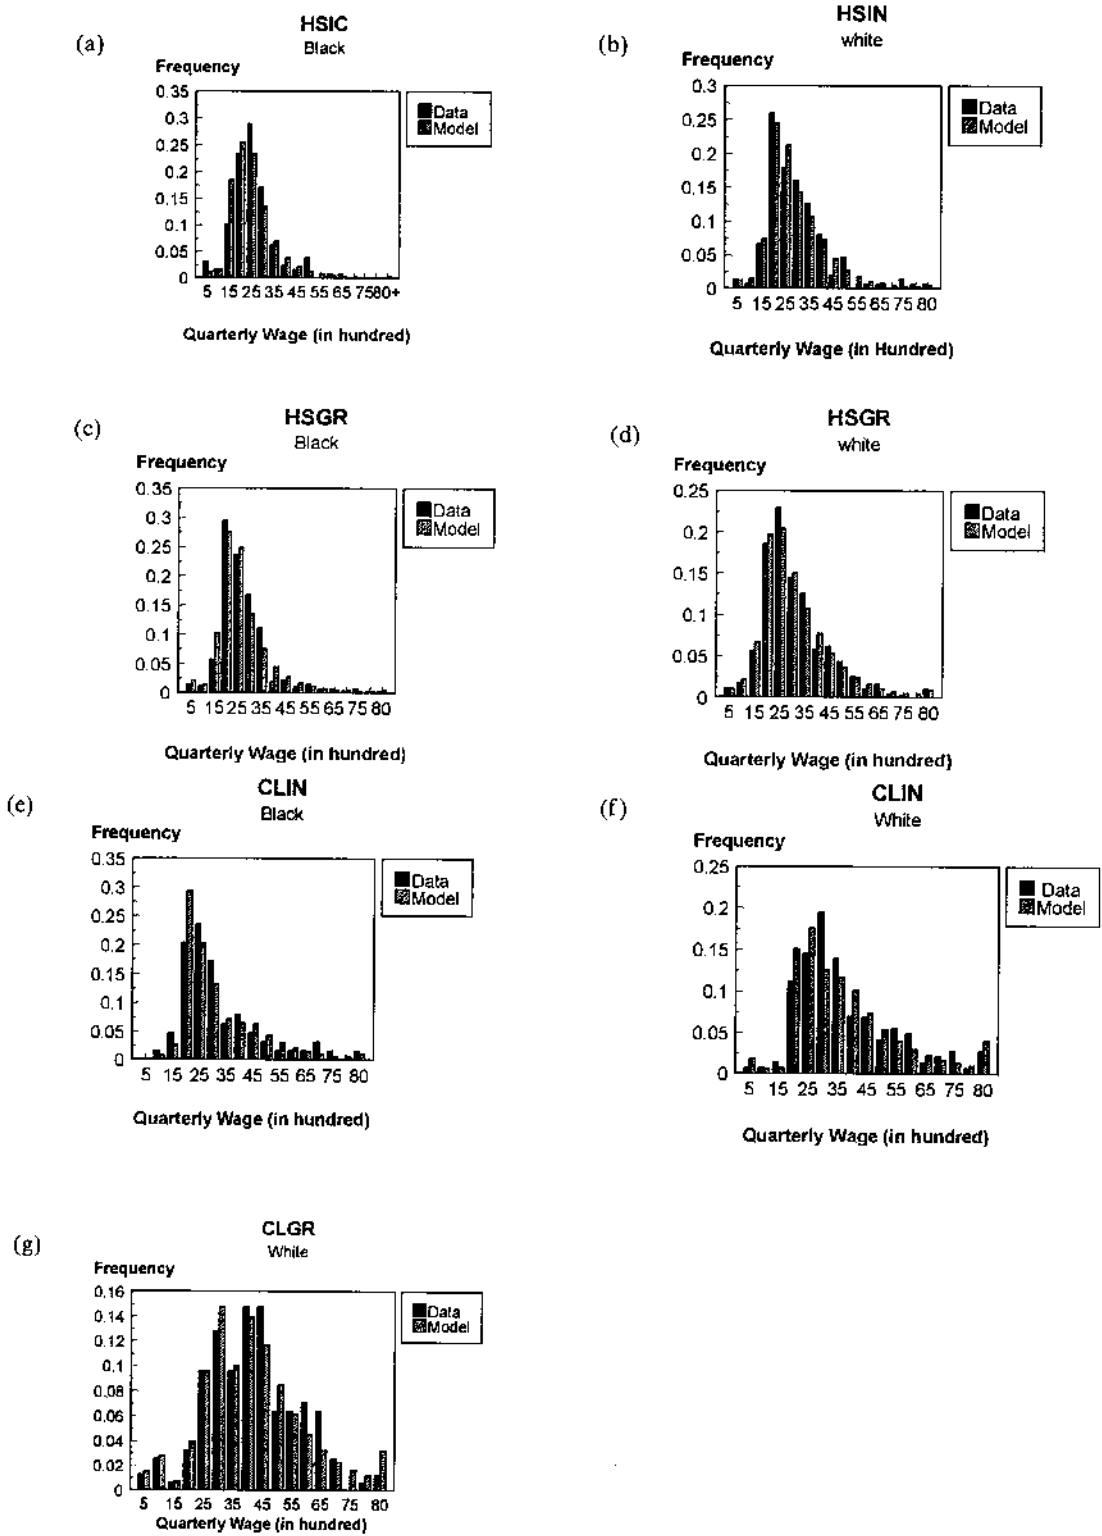 (a)
HSIC
Black
Frequency
0.35
0.3
0.25
0.2
0.15
0.1
0.05
0
5 15 25 35 45 55 65 7580+
Quarterly Wage (in hundred)
Data
Model
(b)
HSIN
white
Frequency
0.3
0.25
0.2
0.15
0.1
0.05
0
5 15 25 35 45 55 65 75 80
Quarterly Wage (in Hundred)
Data
Model
(c)
HSGR
Black
Frequency
0.35
0.3
0.25
0.2
0.15
0.1
0.05
0
5 15 25 35 45 55 65 75 80
Quarterly Wage (in hundred)
Data
Model
(d)
HSGR
white
Frequency
0.25
0.2
0.15
0.1
0.05
0
5 15 25 35 45 55 65 75 80
Quarterly Wage (in hundred)
Data
Model
(e)
CLIN
Black
Frequency
0.35
0.3
0.25
0.2
0.15
0.1
0.05
0
5 15 25 35 45 55 75 80
Quarterly Wage (in hundred)
Data
Model
(f)
CLIN
White
Frequency
0.25
0.2
0.15
0.1
0.05
0
5 15 25 35 45 55 65 75 80
Quarterly Wage (in hundred)
Data
Model
(g)
CLGR
White
Frequency
0.16
0.14
0.12
0.1
0.08
0.06
0.04
0.02
0
5 15 25 35 45 55 65 75 80
Quarterly Wage (in hundred)
Data
Model